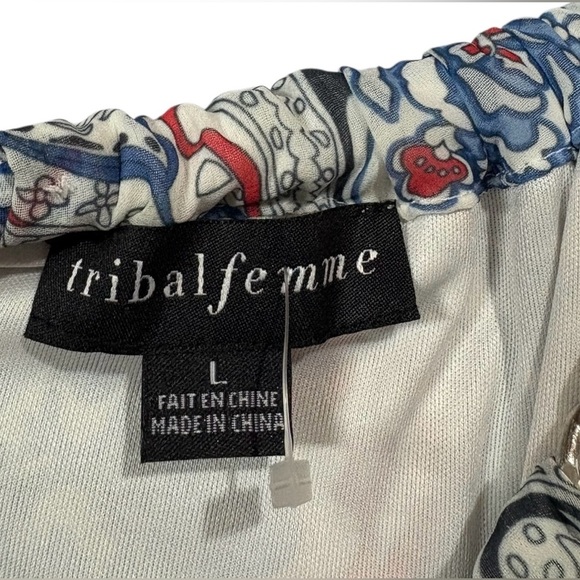 tribalfemme
L
FAIT EN CHINE
MADE IN CHINA